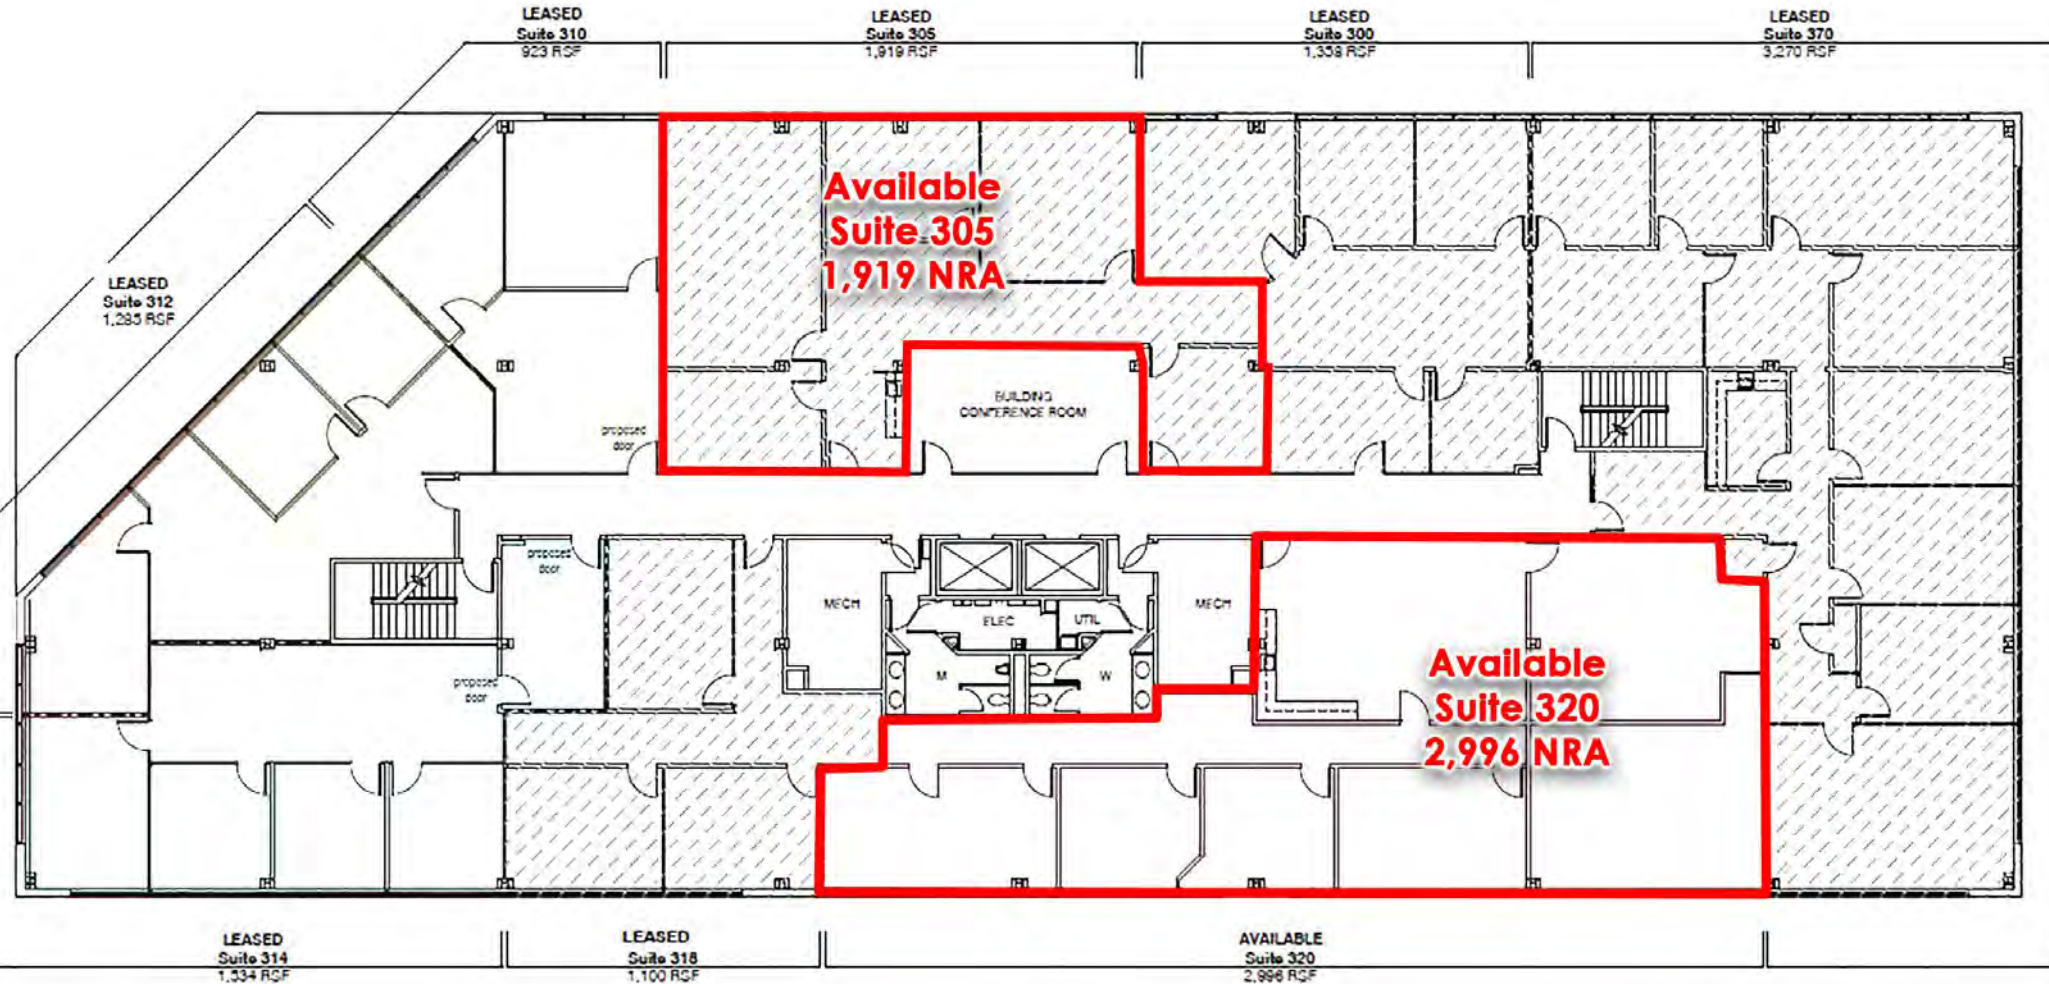 LEASED
Suite 310
923 RSF
LEASED
Suite 305
1,919 RSF
LEASED
Suite 300
1,359 RSF
LEASED
Suite 370
3,270 RSF
LEASED
Suite 312
1,285 RSF
Available
Suite 305
1,919 NRA
BUILDING
CONFERENCE ROOM
proposed
door
proposed
door
MECH
ELEC
UTIL
MECH
M
W
proposed
door
Available
Suite 320
2,996 NRA
LEASED
Suite 314
1,334 RSF
LEASED
Suite 318
1,100 RSF
AVAILABLE
Suite 320
2,996 RSF